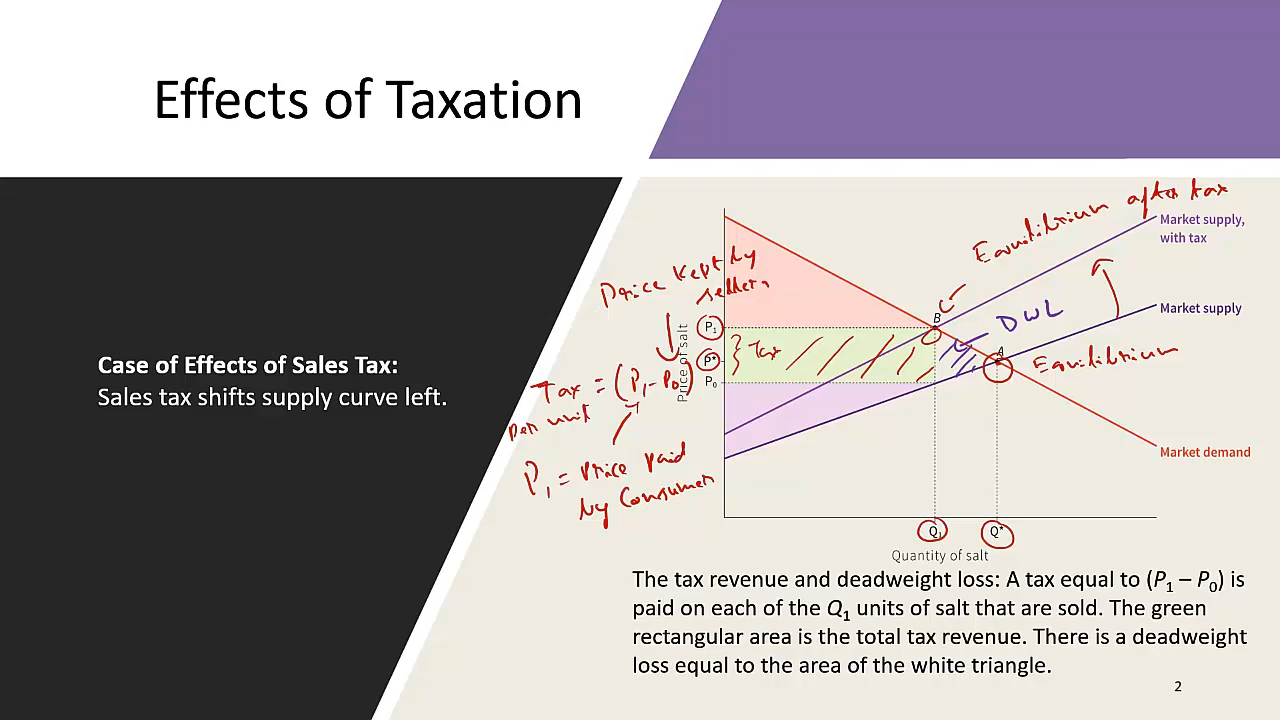 Effects of Taxation
Case of Effects of Sales Tax:
Sales tax shifts supply curve left.
Equilibrium after tax
Market supply,
with tax
Price kept by
sellers
B
DWL
Market supply
P₁
Price of salt
Tax
P*
A
Equilibrium
P₀
Tax = (P₁ - P₀)
per unit
P₁ = Price paid
by Consumers
Market demand
Q₁
Q*
Quantity of salt
The tax revenue and deadweight loss: A tax equal to (P₁ – P₀) is
paid on each of the Q₁ units of salt that are sold. The green
rectangular area is the total tax revenue. There is a deadweight
loss equal to the area of the white triangle.
2